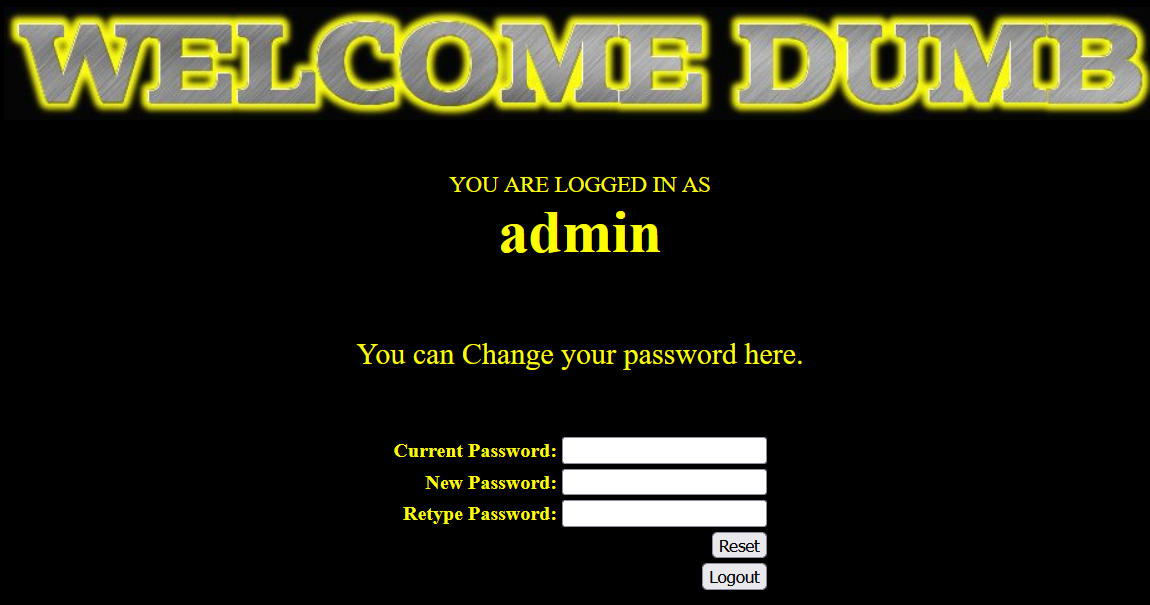 WELCOME DUMB
YOU ARE LOGGED IN AS
admin
You can Change your password here.
Current Password:
New Password:
Retype Password:
Reset
Logout